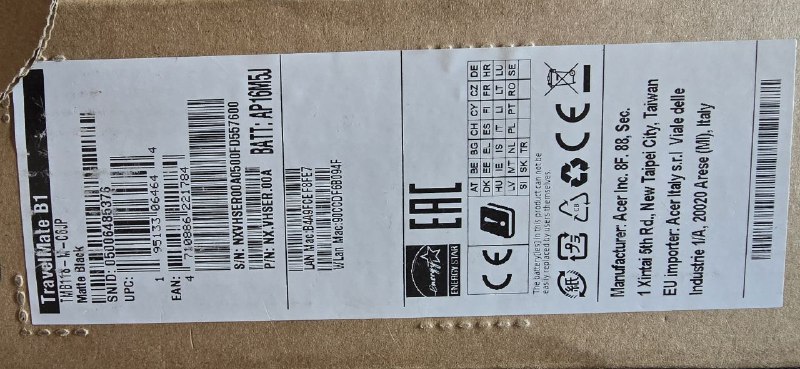 TravelMate B1
Matte Black
SNID: 05006486376
UPC:
1 95133 06464 4
EAN:
4 710886 221784
S/N: NXVHSER00A0500FD557600
P/N: NX.VHSER.00A
BATT: AP16M5J
LAN Mac:B4A9FCEF8FE7
WLan Mac:90CCDF6B094F
ENERGY STAR
EAC
CE
AT BE BG CH CY CZ DE
DK EE EL ES FI FR HR
HU IE IS IT LI LT LU
LV MT NL PL PT RO SE
SI SK TR
The battery(ies) in this product can not be
easily replaced by users themselves.
紙
CE
Manufacturer: Acer Inc. 8F. 88, Sec.
1 Xintai 5th Rd., New Taipei City, Taiwan
EU importer: Acer Italy s.r.l. Viale delle
Industrie 1/A, 20020 Arese (MI), Italy